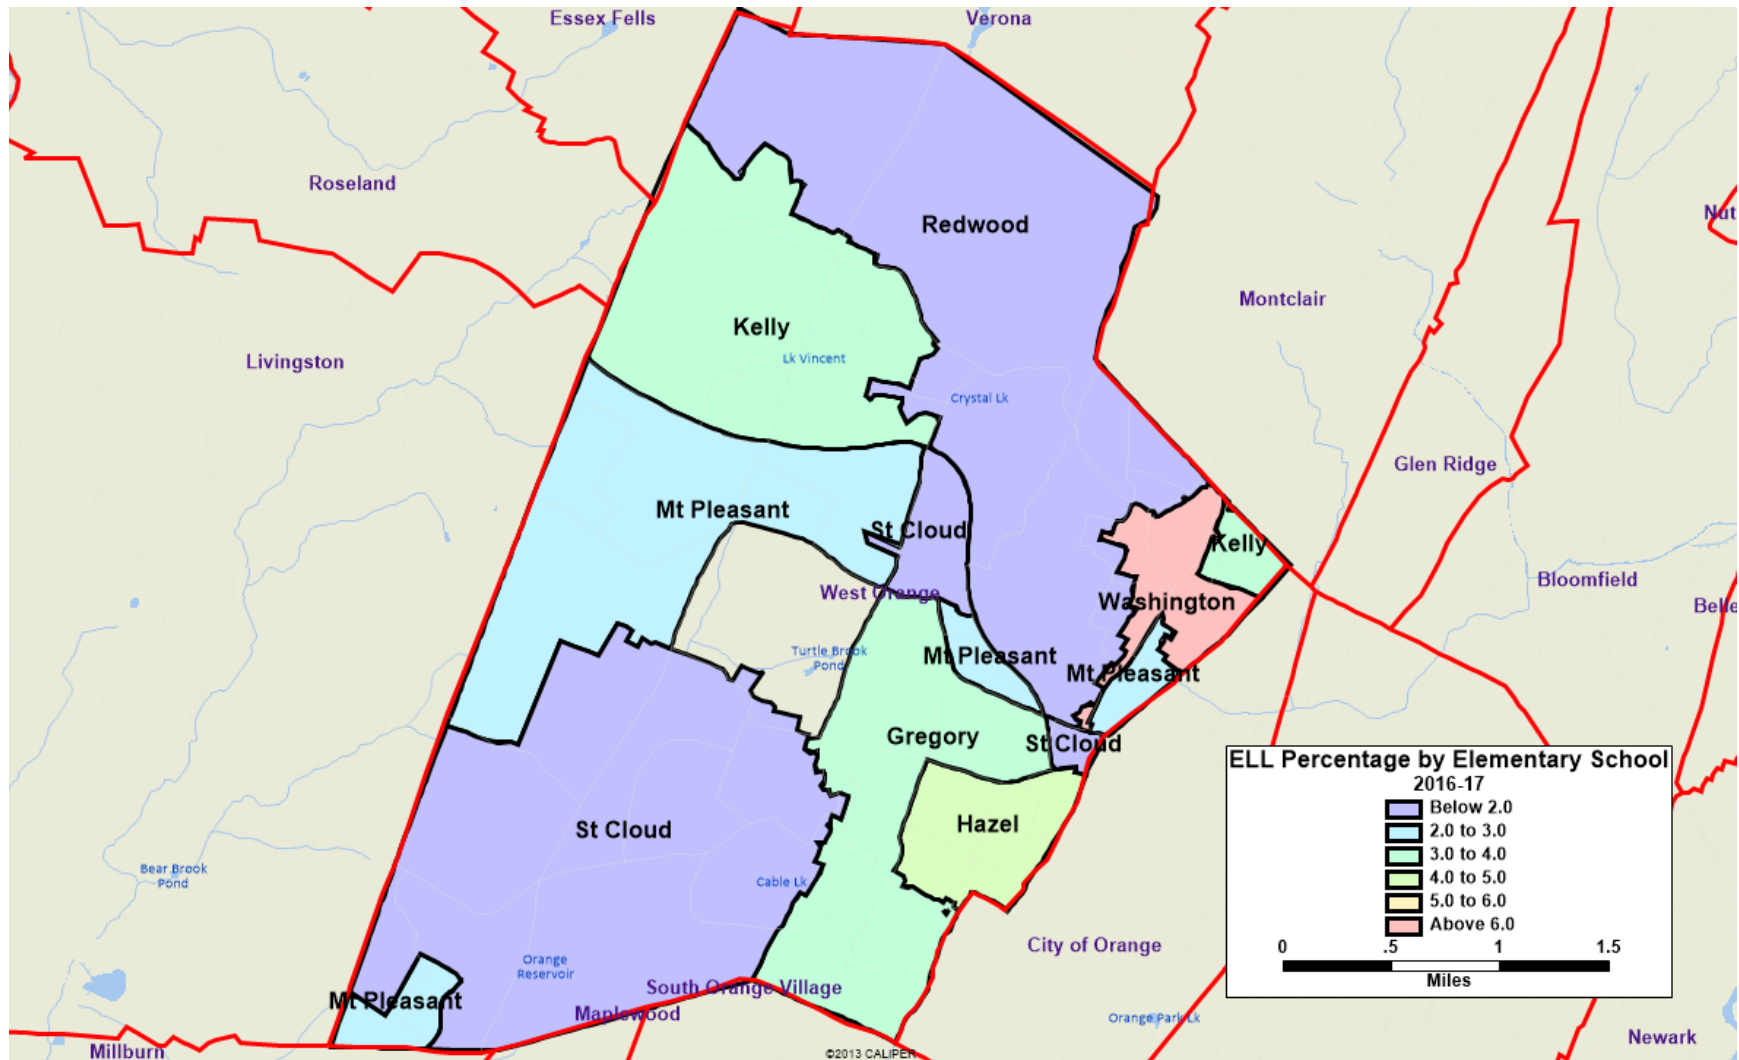 Essex Fells
Verona
Roseland
Nut
Redwood
Montclair
Kelly
Lk Vincent
Livingston
Crystal Lk
Glen Ridge
Mt Pleasant
St Cloud
Kelly
Bloomfield
West Orange
Washington
Belle
Turtle Brook
Pond
Mt Pleasant
Mt Pleasant
Gregory
St Cloud
ELL Percentage by Elementary School
2016-17
Below 2.0
2.0 to 3.0
3.0 to 4.0
4.0 to 5.0
5.0 to 6.0
Above 6.0
0 .5 1 1.5
Miles
St Cloud
Hazel
Bear Brook
Pond
Cable Lk
City of Orange
Orange
Reservoir
South Orange Village
Mt Pleasant
Maplewood
Orange Park Lk
Newark
Millburn
©2013 CALIPER